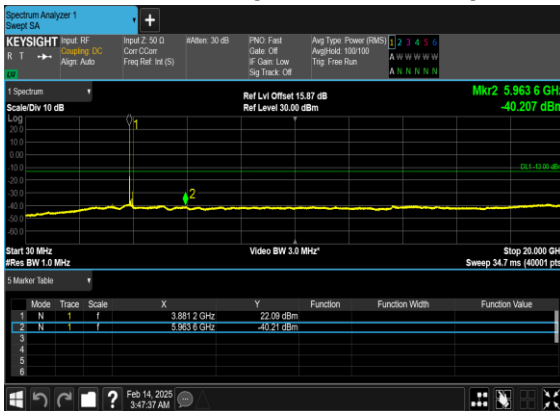 Spectrum Analyzer 1
Swept SA
+
KEYSIGHT Input: RF Input Z: 50 Ω #Atten: 30 dB PNO: Fast Avg Type: Power (RMS) 1 2 3 4 5 6
R T Coupling: DC Corr CCorr Gate: Off Avg|Hold: 100/100 A W W W W W
Align: Auto Freq Ref: Int (S) IF Gain: Low Trig: Free Run
Sig Track: Off A N N N N N
1 Spectrum Ref Lvl Offset 15.87 dB Mkr2 5.963 6 GHz
Scale/Div 10 dB Ref Level 30.00 dBm -40.207 dBm
Log
20.0
10.0
0.00
-10.0
-20.0
-30.0
-40.0
-50.0
-60.0
1
2
DL1 -13.00 dBm
Start 30 MHz Video BW 3.0 MHz* Stop 20.000 GH
#Res BW 1.0 MHz Sweep 34.7 ms (40001 pts
5 Marker Table
Mode Trace Scale X Y Function Function Width Function Value
1 N 1 f 3.881 2 GHz 22.09 dBm
2 N 1 f 5.963 6 GHz -40.21 dBm
3
4
5
6
? Feb 14, 2025
3:47:37 AM